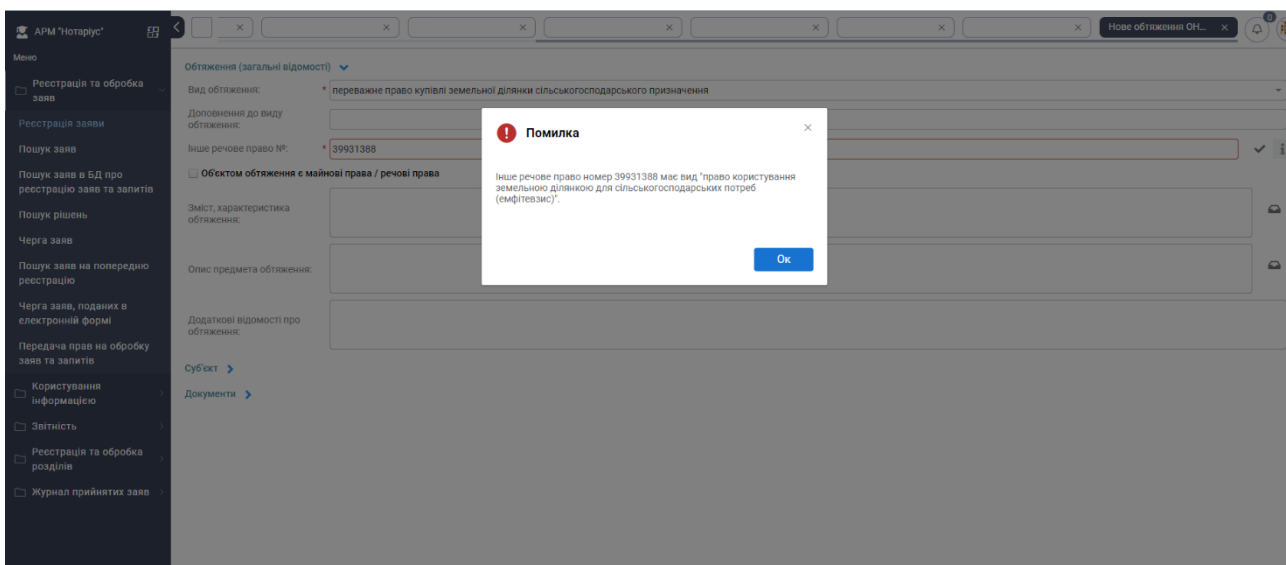 АРМ "Нотаріус"
Нове обтяження ОН...
0
Меню
Обтяження (загальні відомості)
Реєстрація та обробка
заяв
Вид обтяження:
* переважне право купівлі земельної ділянки сільськогосподарського призначення
Доповнення до виду
обтяження:
Реєстрація заяви
Помилка
Пошук заяв
Інше речове право №:
* 39931388
Пошук заяв в БД про
реєстрацію заяв та запитів
Об'єктом обтяження є майнові права / речові права
Інше речове право номер 39931388 має вид "право користування
земельною ділянкою для сільськогосподарських потреб
(емфітевзис)".
Пошук рішень
Зміст, характеристика
обтяження:
Черга заяв
Пошук заяв на попередню
реєстрацію
Опис предмета обтяження:
Ок
Черга заяв, поданих в
електронній формі
Додаткові відомості про
обтяження:
Передача прав на обробку
заяв та запитів
Суб'єкт
Користування
інформацією
Документи
Звітність
Реєстрація та обробка
розділів
Журнал прийнятих заяв